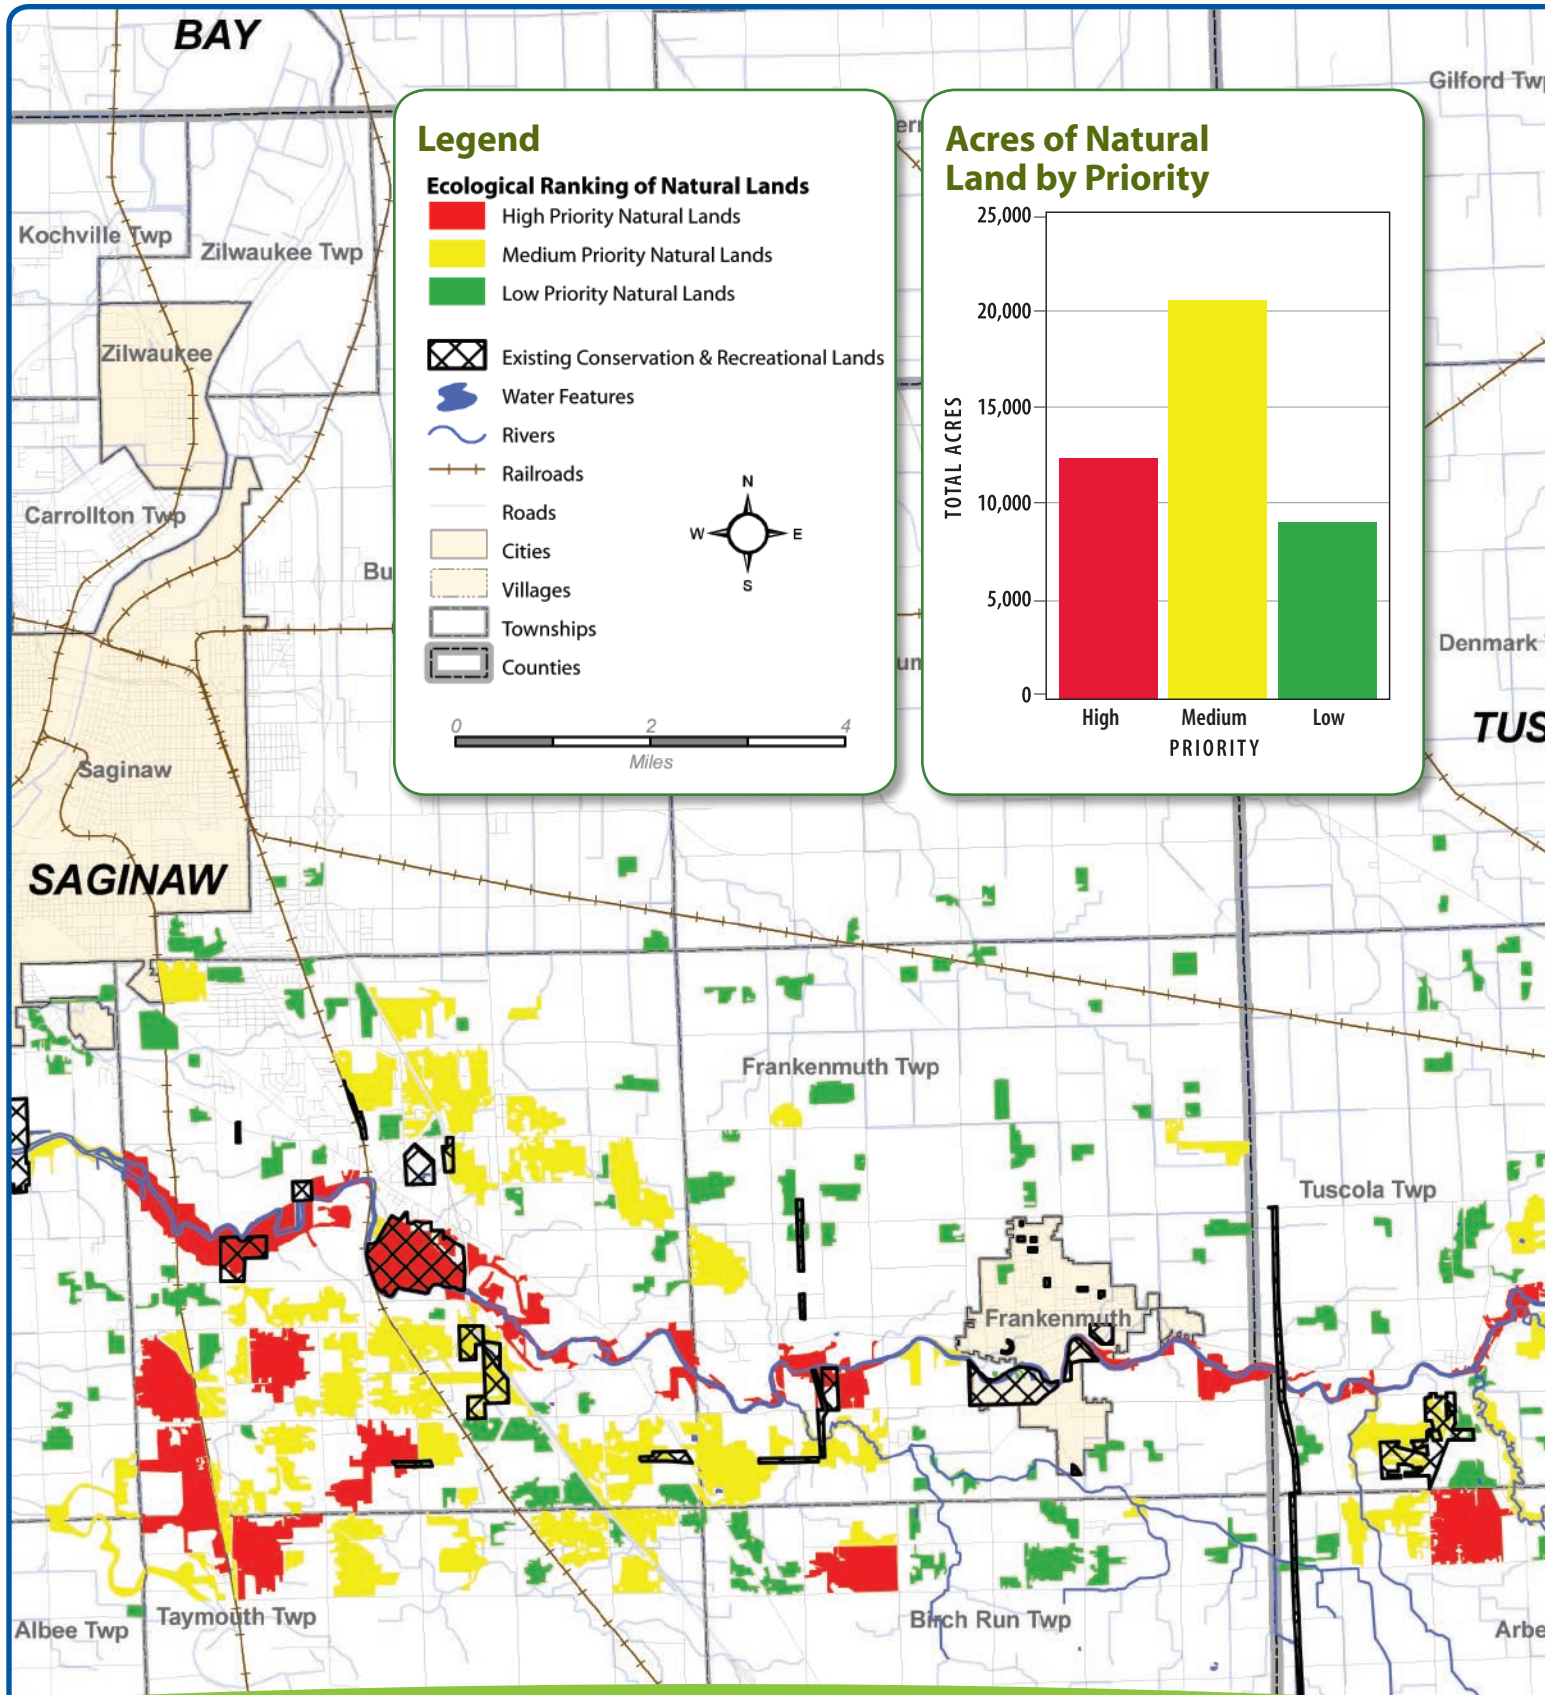 BAY
Gilford Twp
Kochville Twp
Zilwaukee Twp
Zilwaukee
Carrollton Twp
Saginaw
SAGINAW
Legend
Ecological Ranking of Natural Lands
High Priority Natural Lands
Medium Priority Natural Lands
Low Priority Natural Lands
Existing Conservation & Recreational Lands
Water Features
Rivers
Railroads
Roads
Cities
Villages
Townships
Counties
N
W E
S
0 2 4
Miles
Acres of Natural
Land by Priority
TOTAL ACRES
25,000
20,000
15,000
10,000
5,000
0
High Medium Low
PRIORITY
Denmark
TUS
Frankenmuth Twp
Tuscola Twp
Frankenmuth
Albee Twp
Taymouth Twp
Birch Run Twp
Arbe